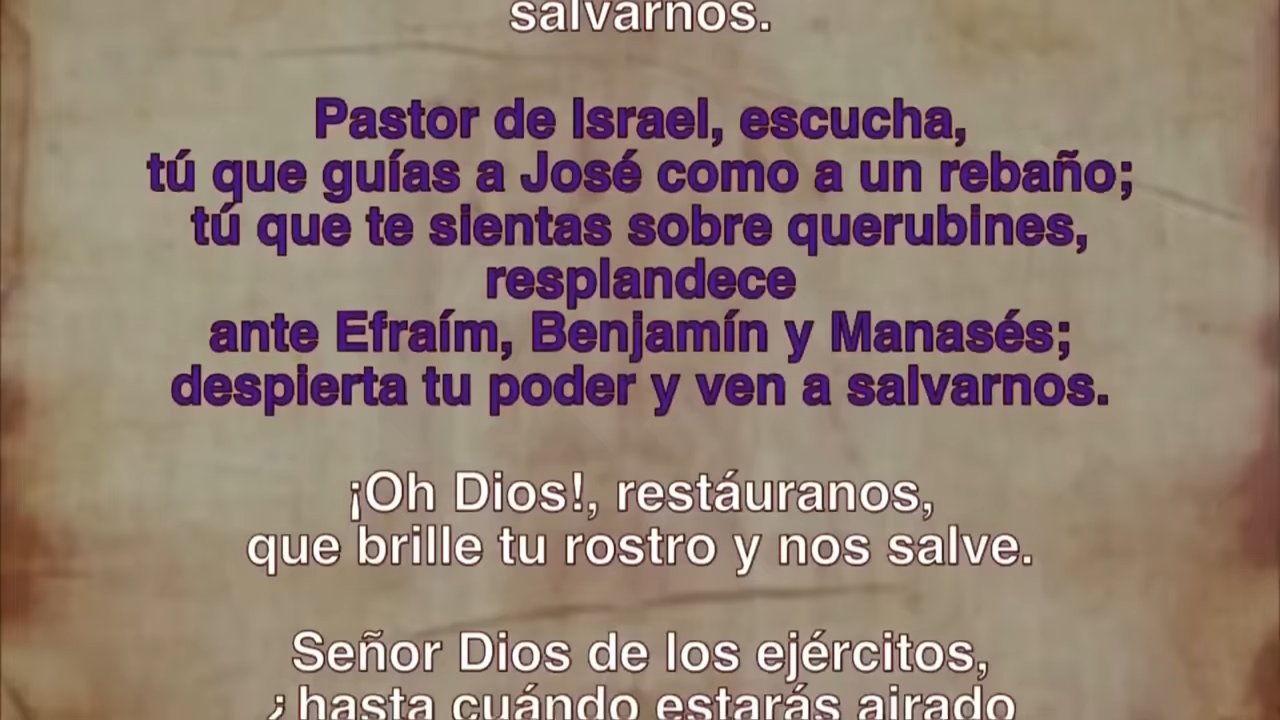 salvarnos.
Pastor de Israel, escucha,
tú que guías a José como a un rebaño;
tú que te sientas sobre querubines,
resplandece
ante Efraím, Benjamín y Manasés;
despierta tu poder y ven a salvarnos.
¡Oh Dios!, restáuranos,
que brille tu rostro y nos salve.
Señor Dios de los ejércitos,
¿hasta cuándo estarás airado